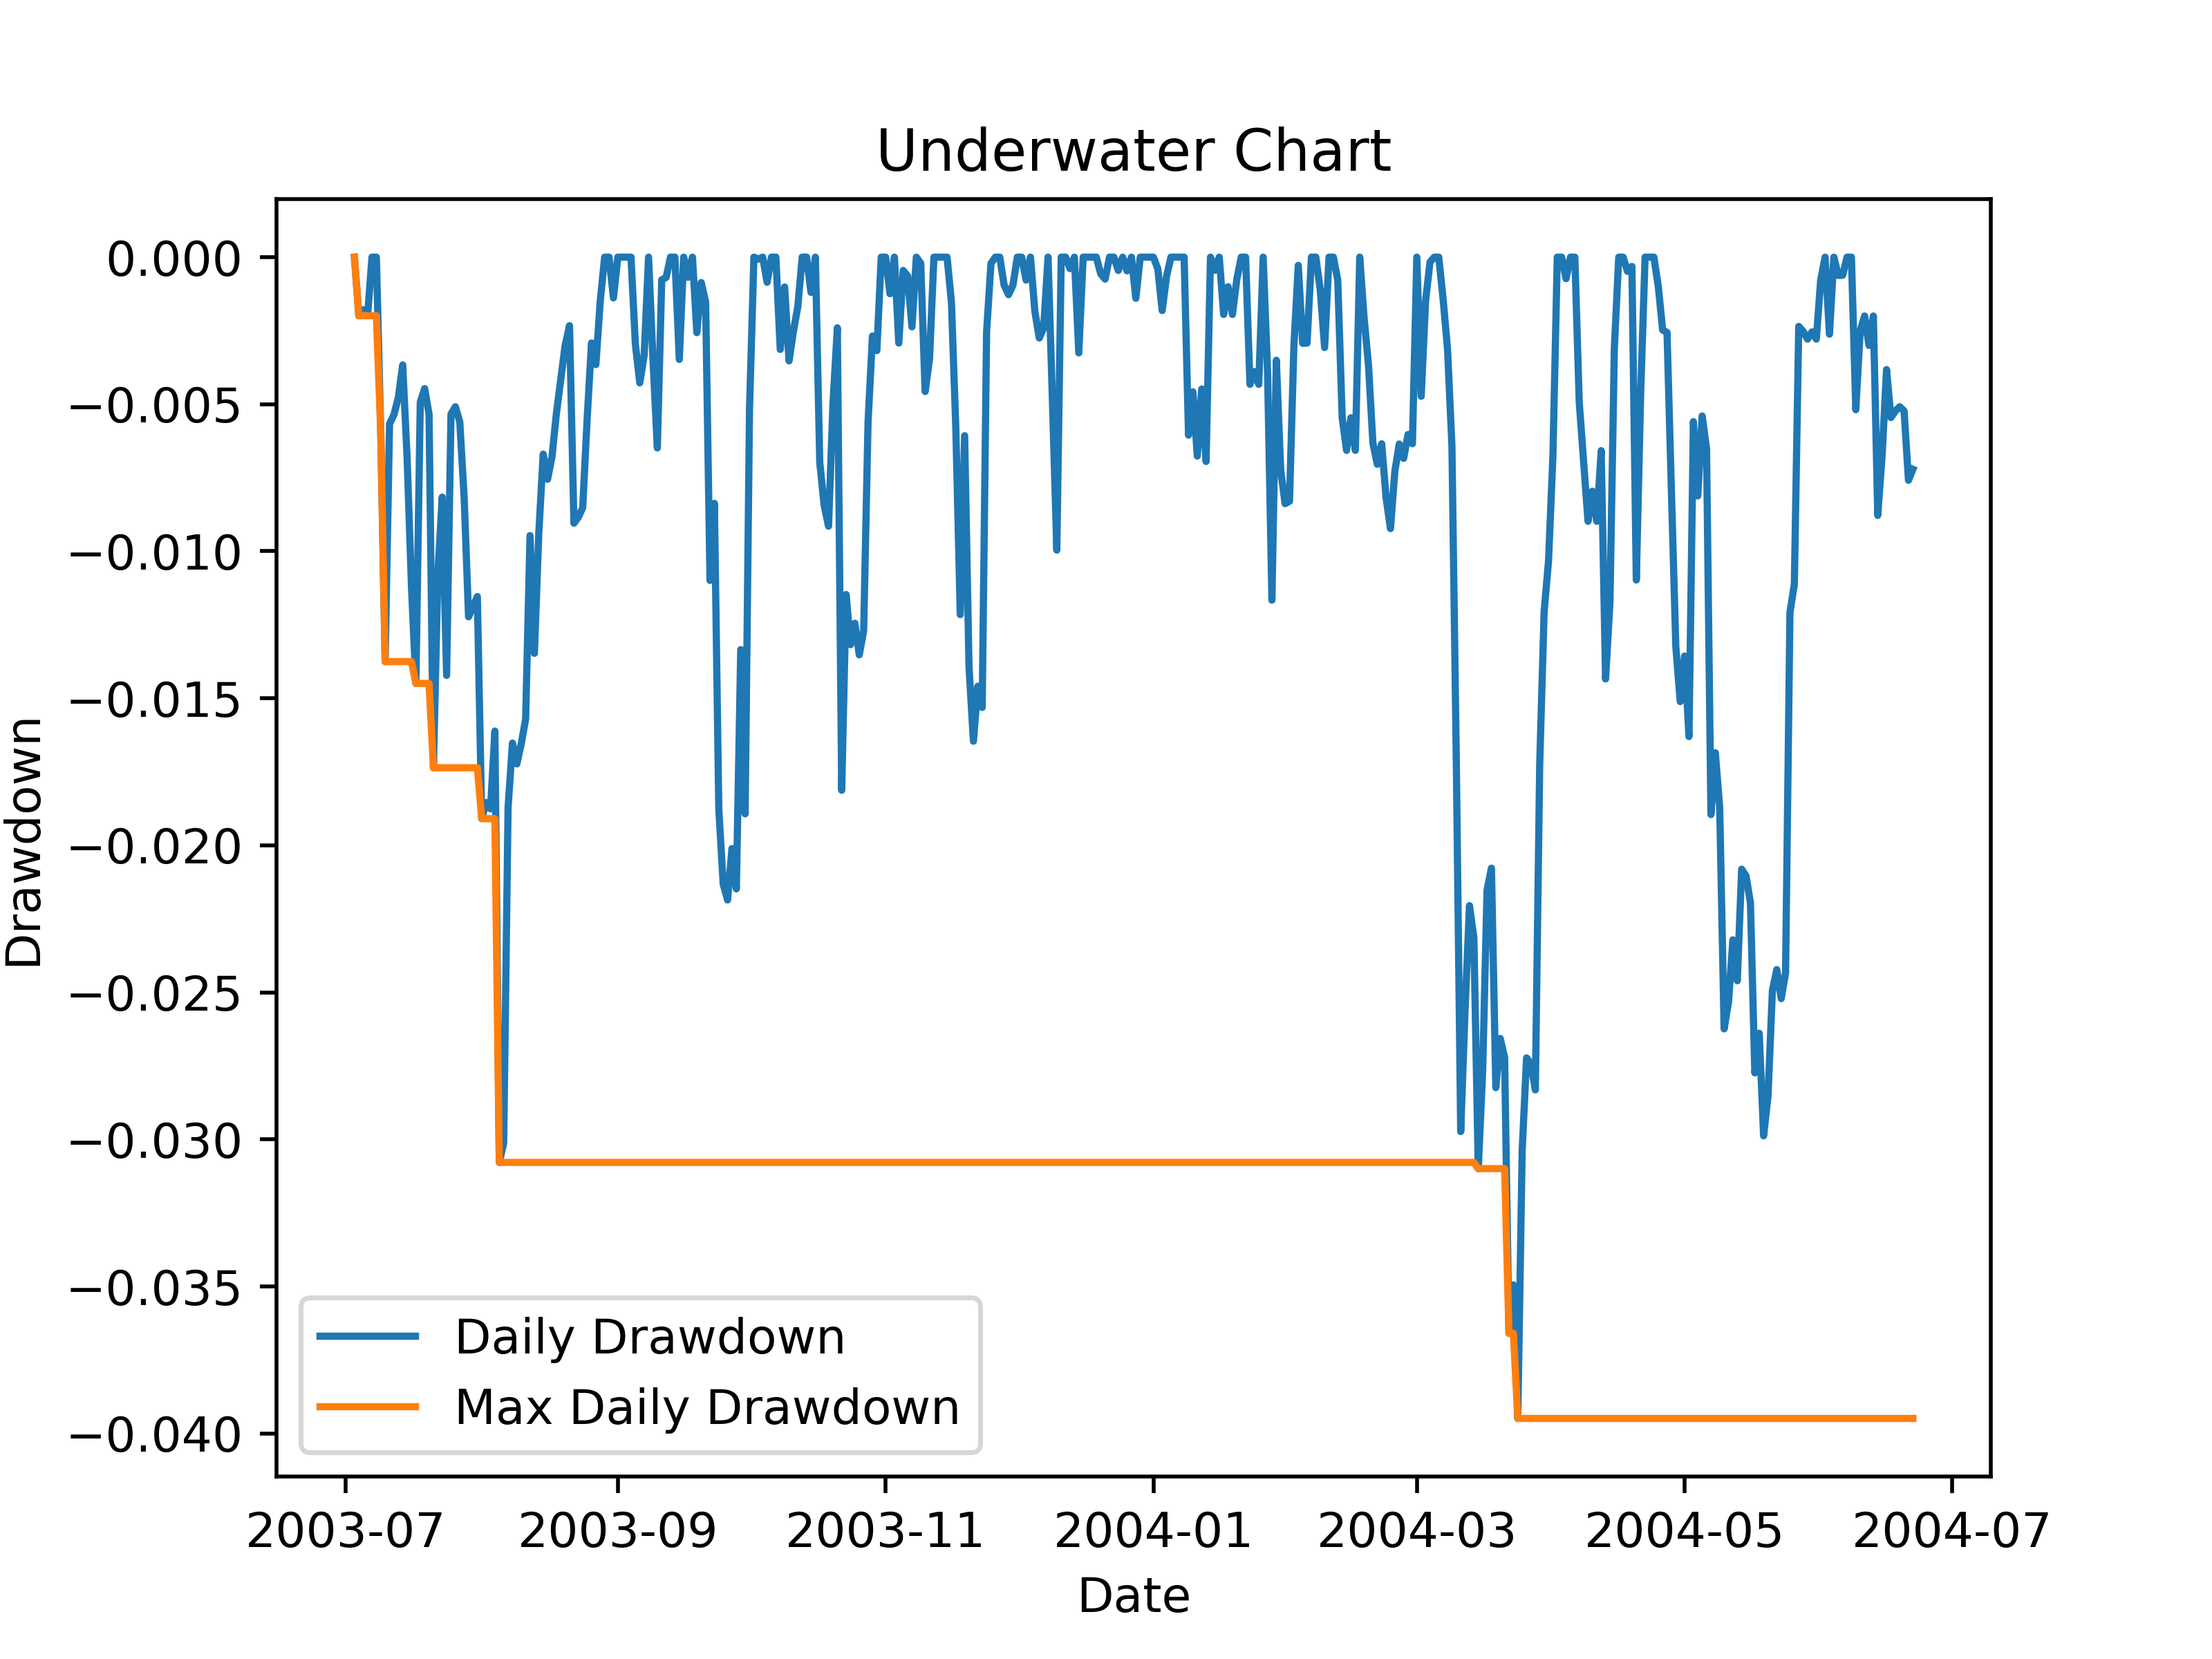 Underwater Chart
0.000
−0.005
−0.010
−0.015
−0.020
−0.025
−0.030
−0.035
−0.040
Drawdown
Daily Drawdown
Max Daily Drawdown
2003-07 2003-09 2003-11 2004-01 2004-03 2004-05 2004-07
Date